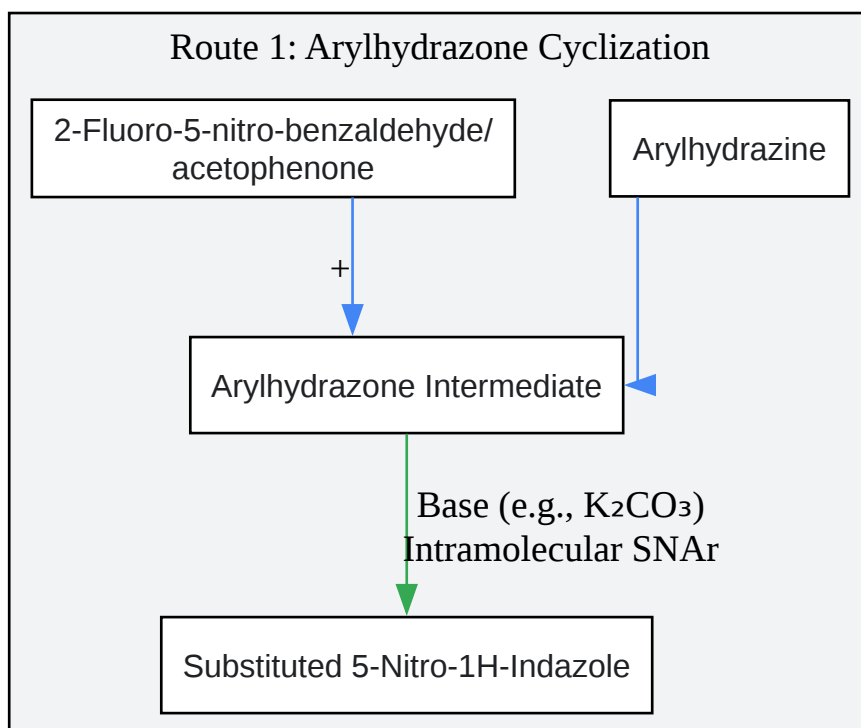 Route 1: Arylhydrazone Cyclization
2-Fluoro-5-nitro-benzaldehyde/
acetophenone
Arylhydrazine
+
Arylhydrazone Intermediate
Base (e.g., K₂CO₃)
Intramolecular SNAr
Substituted 5-Nitro-1H-Indazole